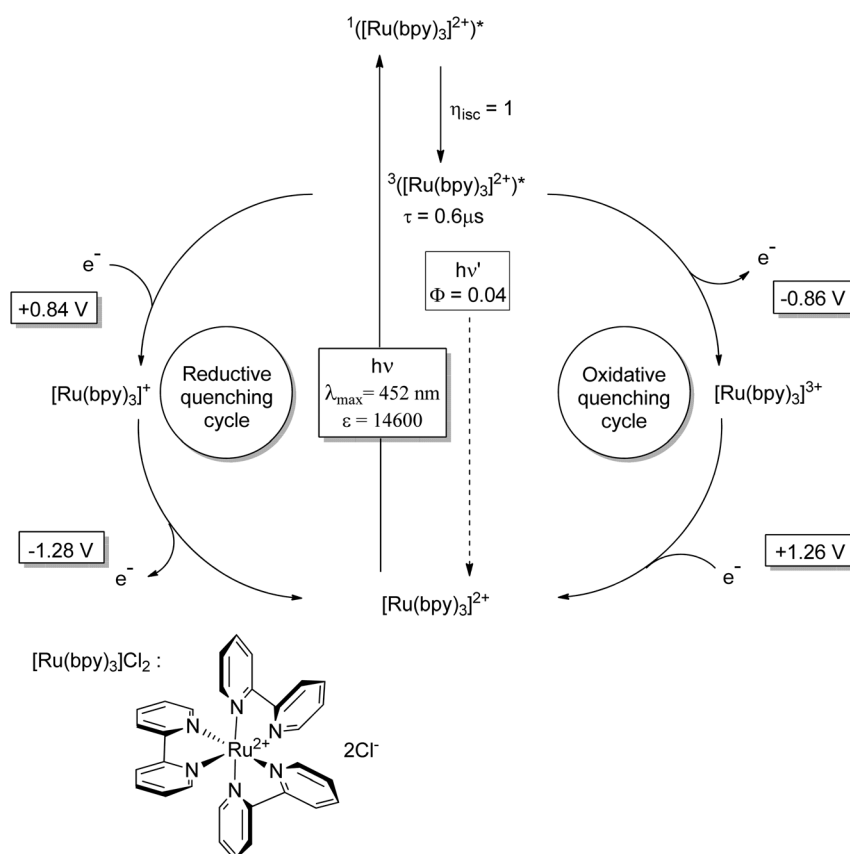 ¹([Ru(bpy)₃]²⁺)*
η_isc = 1
³([Ru(bpy)₃]²⁺)*
τ = 0.6μs
e⁻
+0.84 V
hν'
Φ = 0.04
e⁻
-0.86 V
[Ru(bpy)₃]⁺
Reductive
quenching
cycle
hν
λ_max= 452 nm
ε = 14600
Oxidative
quenching
cycle
[Ru(bpy)₃]³⁺
-1.28 V
e⁻
[Ru(bpy)₃]²⁺
e⁻
+1.26 V
[Ru(bpy)₃]Cl₂ :
N
N
N
Ru²⁺
2Cl⁻
N
N
N